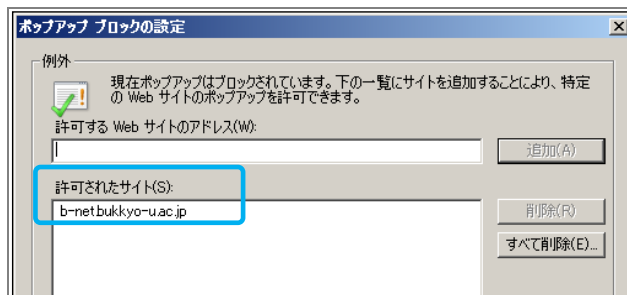 ポップアップ ブロックの設定
例外
現在ポップアップはブロックされています。下の一覧にサイトを追加することにより、特定
の Web サイトのポップアップを許可できます。
許可する Web サイトのアドレス(W):
追加(A)
許可されたサイト(S):
b-net.bukkyo-u.ac.jp
削除(R)
すべて削除(E)...